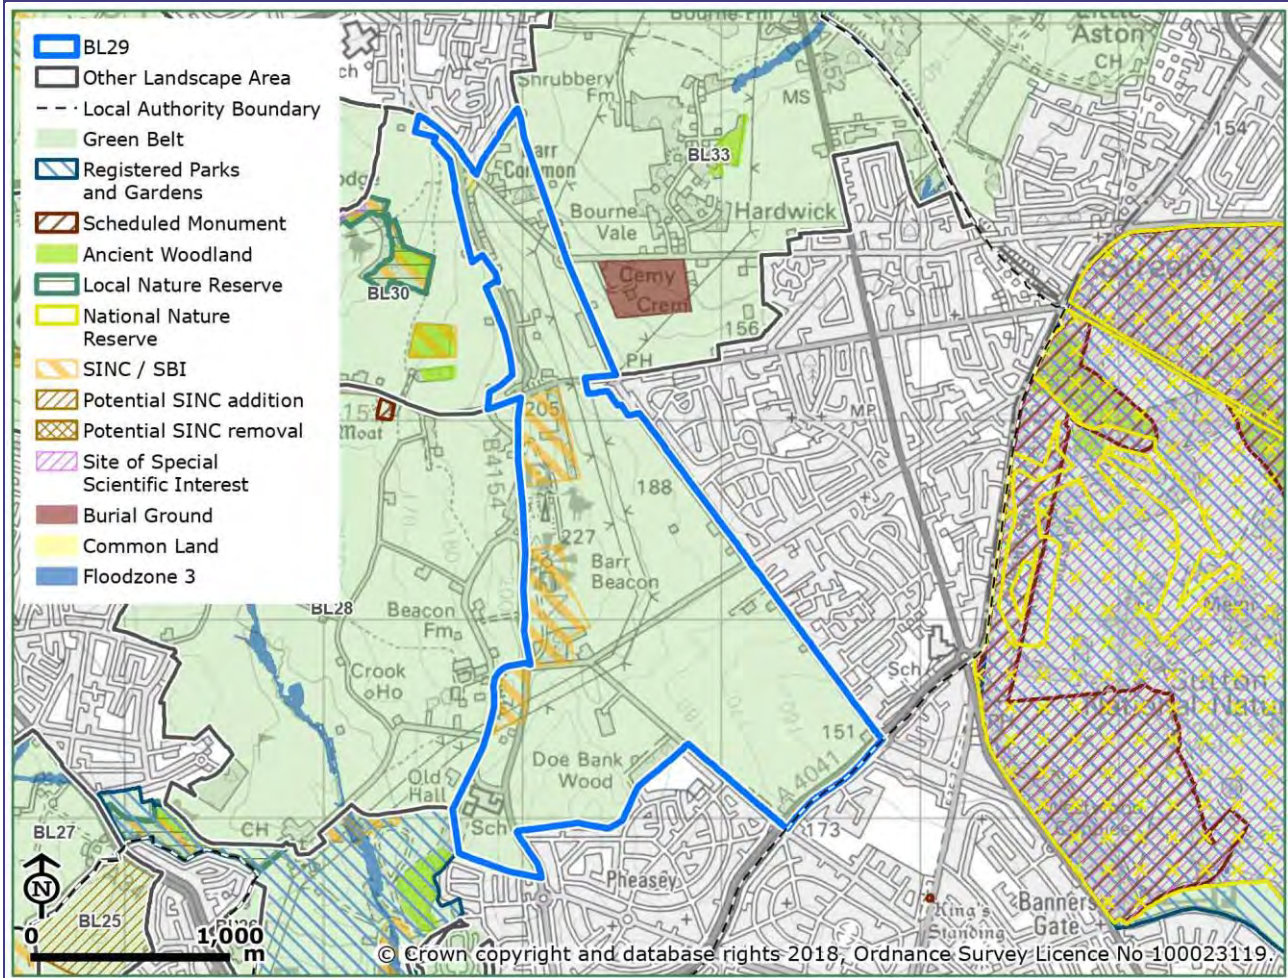 BL29
Other Landscape Area
Local Authority Boundary
Green Belt
Registered Parks
and Gardens
Scheduled Monument
Ancient Woodland
Local Nature Reserve
National Nature
Reserve
SINC / SBI
Potential SINC addition
Potential SINC removal
Site of Special
Scientific Interest
Burial Ground
Common Land
Floodzone 3
Little
Aston
CH
Shrubbery
Fm
452
MS
154
BL33
Common
Bourne
Vale
Hardwick
Cemy
Crem
BL30
156
PH
MP
Moat
205
B4154
188
227
Barr
Beacon
BL28
Beacon
Fm
Crook
Ho
Sch
Doe Bank
Wood
151
A 4041
173
Old
Hall
Sch
CH
BL27
BL25
Pheasey
King's
Standing
Banners
Gate
N
0
1,000
m
© Crown copyright and database rights 2018, Ordnance Survey Licence No 100023119.